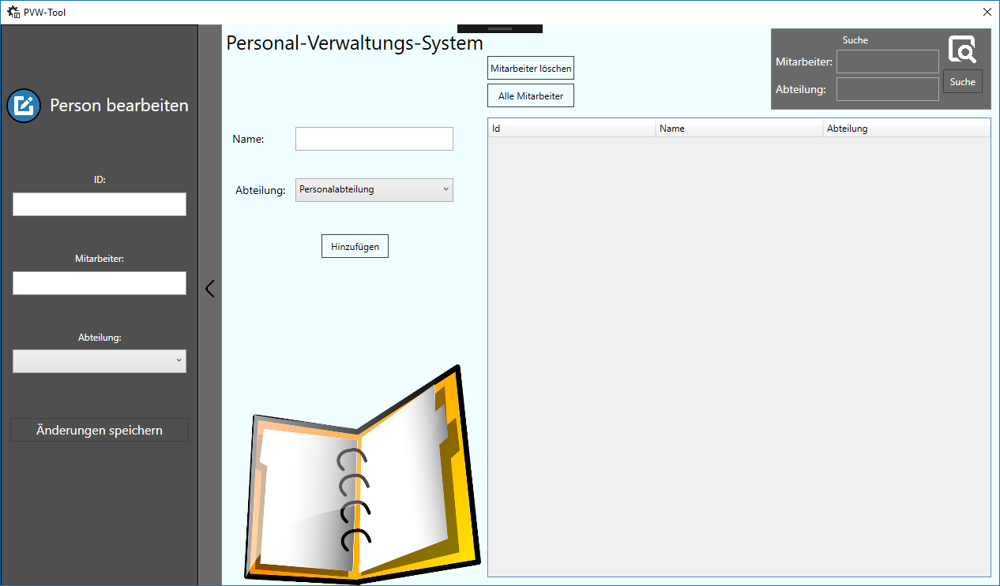 PVW-Tool
Person bearbeiten
ID:
Mitarbeiter:
Abteilung:
Änderungen speichern
Personal-Verwaltungs-System
Name:
Abteilung:
Personalabteilung
Hinzufügen
Mitarbeiter löschen
Alle Mitarbeiter
Suche
Mitarbeiter:
Abteilung:
Suche
Id Name Abteilung